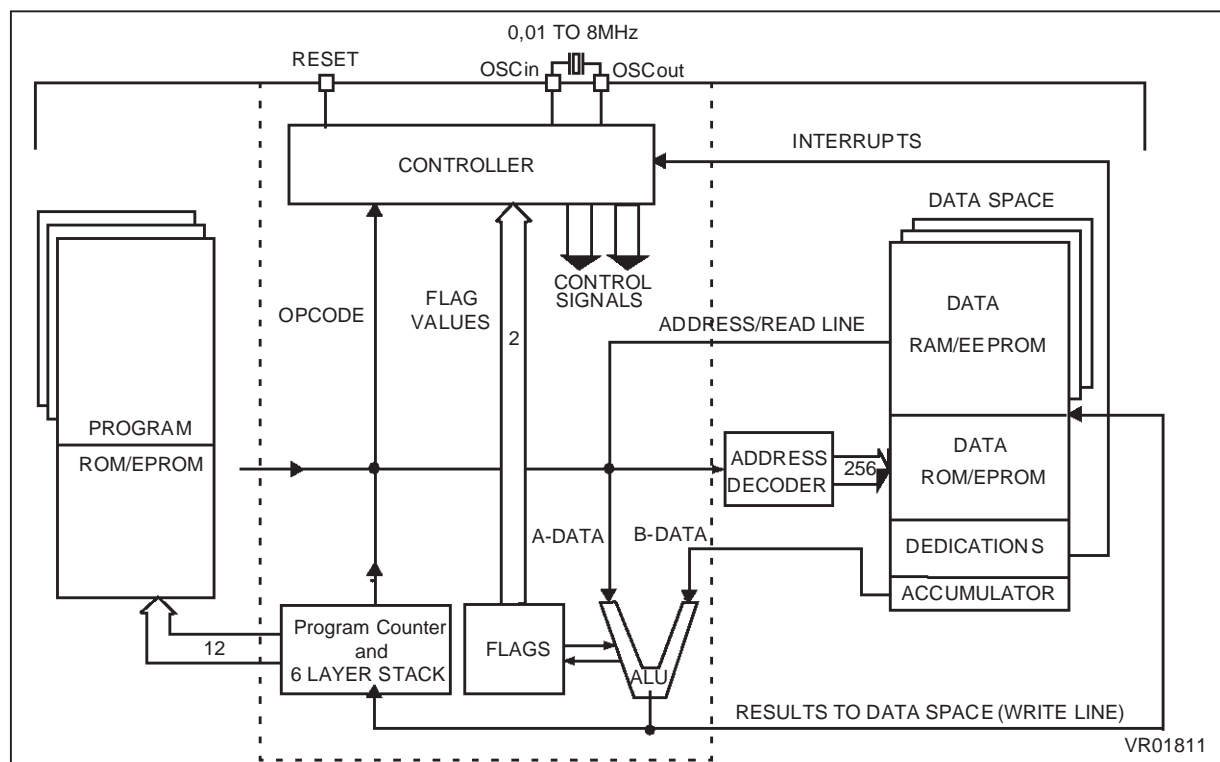 0,01 TO 8MHz
RESET
OSCin
OSCout
INTERRUPTS
CONTROLLER
DATA SPACE
CONTROL
SIGNALS
OPCODE
FLAG
VALUES
2
ADDRESS/READ LINE
DATA
RAM/EEPROM
PROGRAM
ROM/EPROM
ADDRESS
DECODER
256
DATA
ROM/EPROM
A-DATA
B-DATA
DEDICATIONS
ACCUMULATOR
12
Program Counter
and
6 LAYER STACK
FLAGS
ALU
RESULTS TO DATA SPACE (WRITE LINE)
VR01811